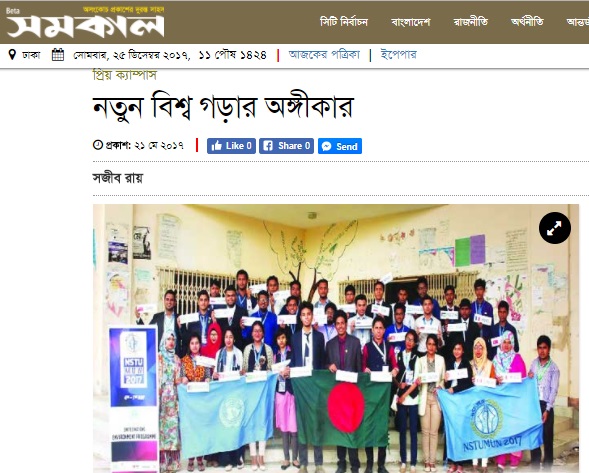 Beta
অসংকোচ প্রকাশের দুরন্ত সাহস
সমকাল
সিটি নির্বাচন বাংলাদেশ রাজনীতি অর্থনীতি আন্তর্জ
ঢাকা সোমবার, ২৫ ডিসেম্বর ২০১৭, ১১ পৌষ ১৪২৪ | আজকের পত্রিকা | ইপেপার
প্রিয় ক্যাম্পাস
নতুন বিশ্ব গড়ার অঙ্গীকার
প্রকাশ: ২১ মে ২০১৭ | Like 0 Share 0 Send
সজীব রায়
NSTU
MUN
2017
ENVIRONMENT PROGRAMME
NSTUMUN 2017